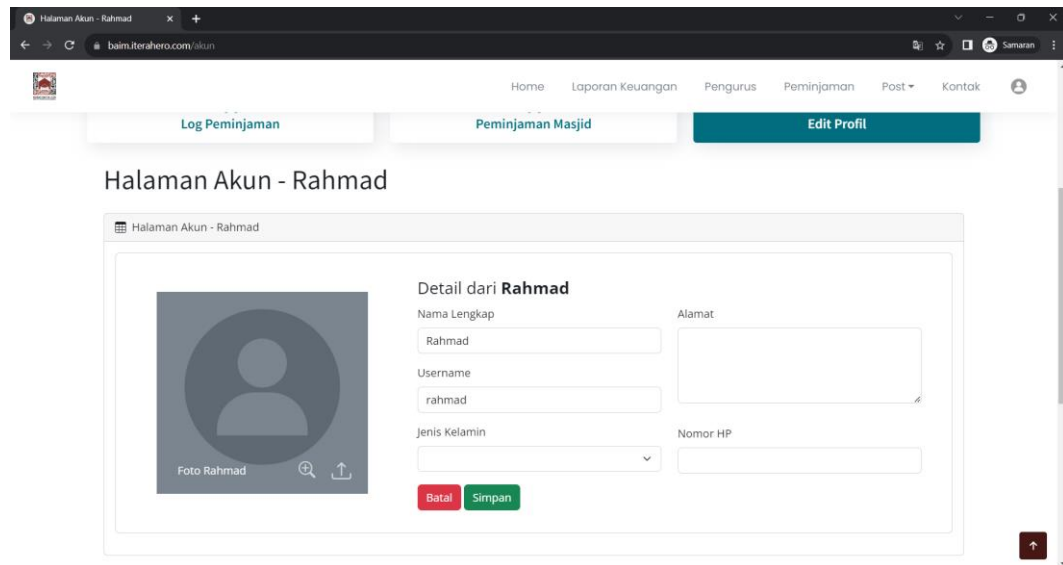 Halaman Akun - Rahmad
baim.iterahero.com/akun
Samaran
Home Laporan Keuangan Pengurus Peminjaman Post Kontak
Log Peminjaman Peminjaman Masjid Edit Profil
Halaman Akun - Rahmad
Halaman Akun - Rahmad
Detail dari Rahmad
Nama Lengkap
Rahmad
Username
rahmad
Jenis Kelamin
Alamat
Nomor HP
Foto Rahmad
Batal Simpan